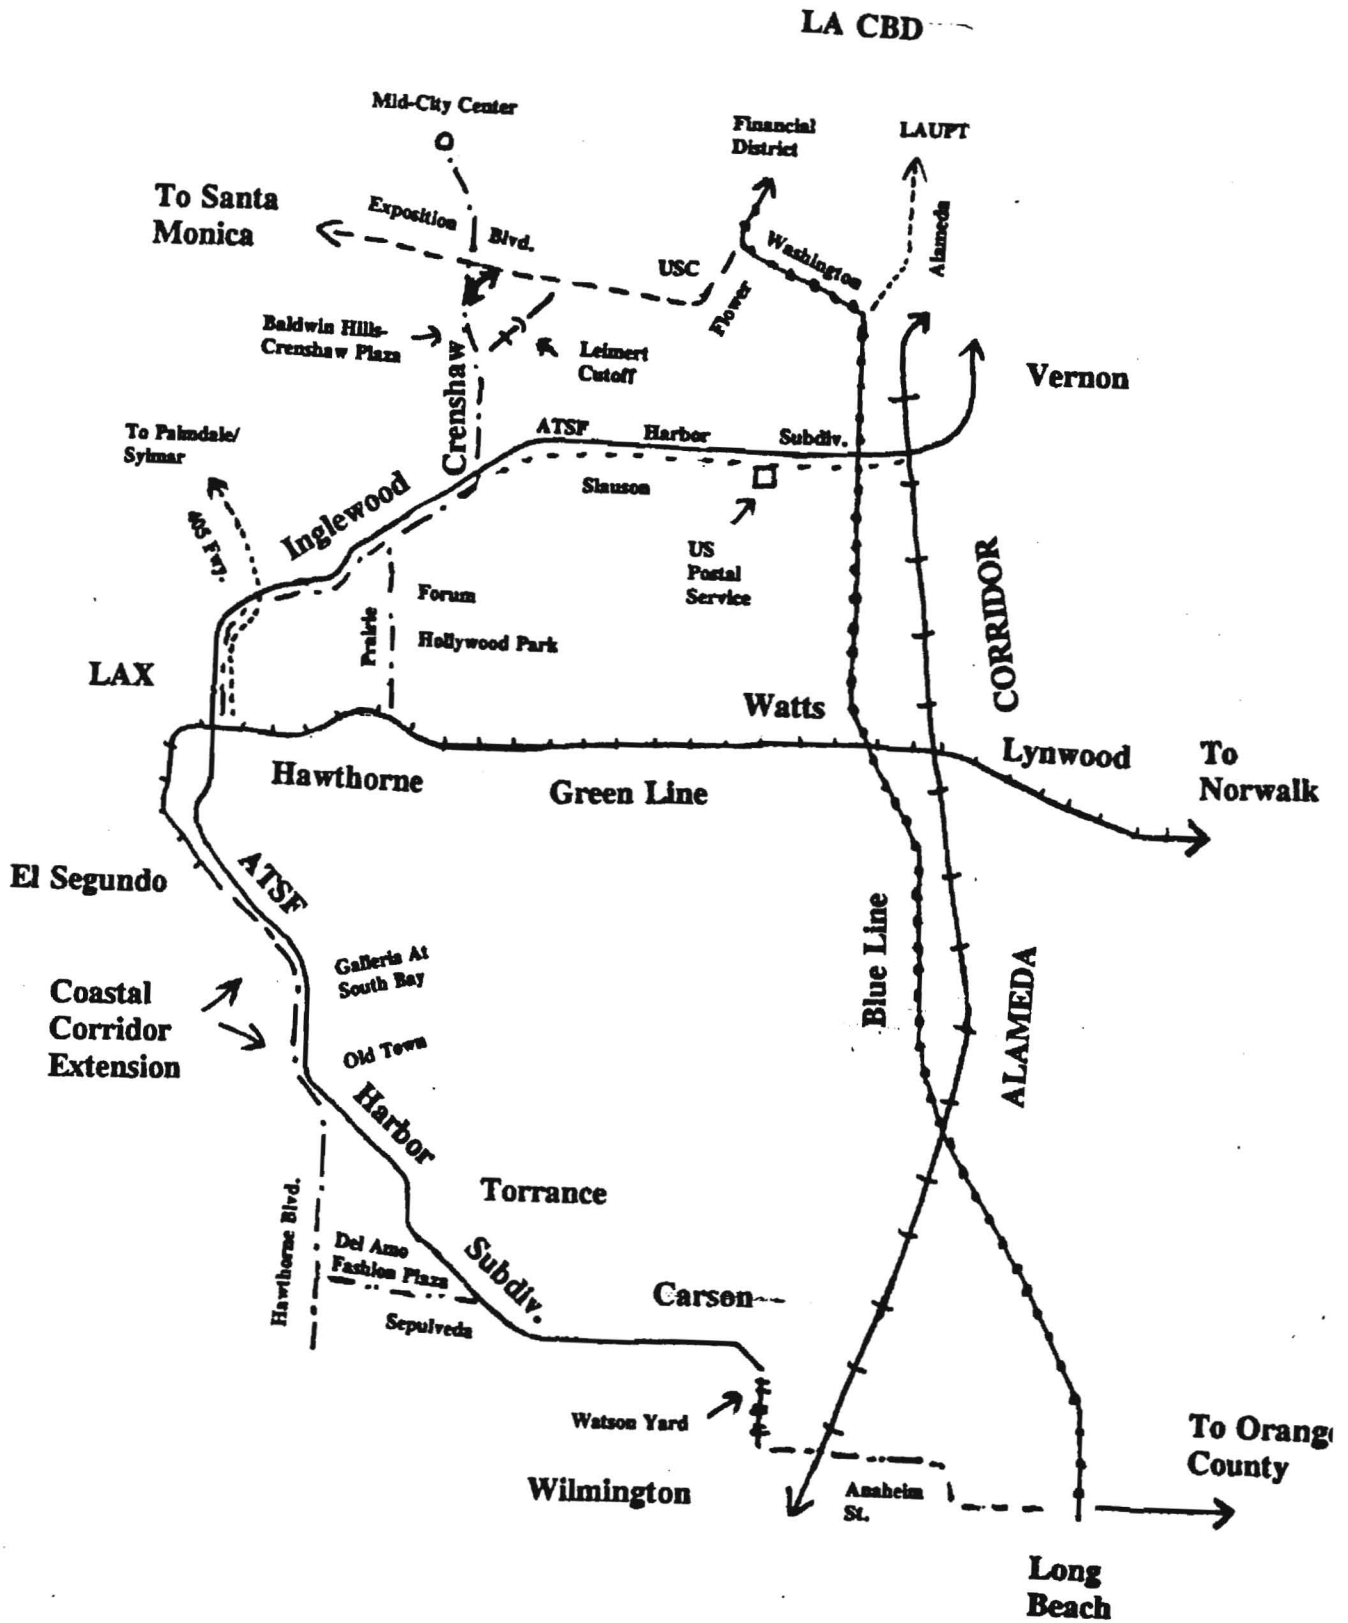 LA CBD
Mid-City Center
Financial
District
LAUPT
To Santa
Monica
Exposition
Blvd.
USC
Washington
Flower
Alameda
Baldwin Hills-
Crenshaw Plaza
Leimert
Cutoff
Crenshaw
Vernon
To Palmdale/
Sylmar
ATSF
Harbor
Subdiv.
Slauson
405 Fwy.
Inglewood
US
Postal
Service
Forum
Prairie
Hollywood Park
CORRIDOR
LAX
Watts
Hawthorne
Green Line
Lynwood
To
Norwalk
El Segundo
ATSF
Blue Line
Galleria At
South Bay
Coastal
Corridor
Extension
Old Town
ALAMEDA
Harbor
Torrance
Hawthorne Blvd.
Del Amo
Fashion Plaza
Sepulveda
Subdiv.
Carson
Watson Yard
Wilmington
Anaheim
St.
To Orang
County
Long
Beach